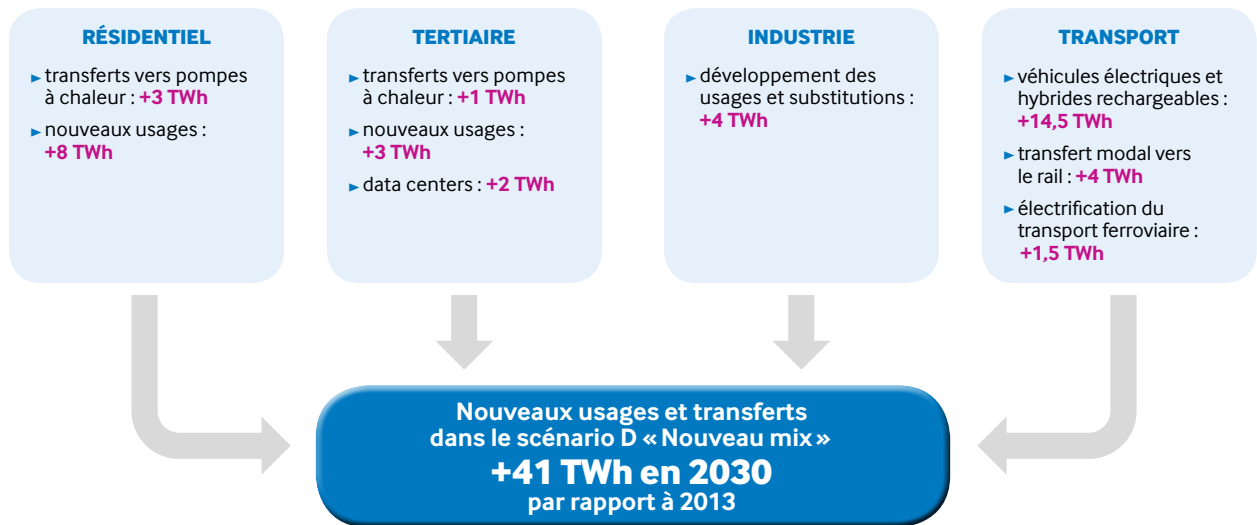 RÉSIDENTIEL
► transferts vers pompes
à chaleur : +3 TWh
► nouveaux usages :
+8 TWh
TERTIAIRE
► transferts vers pompes
à chaleur : +1 TWh
► nouveaux usages :
+3 TWh
► data centers : +2 TWh
INDUSTRIE
► développement des
usages et substitutions :
+4 TWh
TRANSPORT
► véhicules électriques et
hybrides rechargeables :
+14,5 TWh
► transfert modal vers
le rail : +4 TWh
► électrification du
transport ferroviaire :
+1,5 TWh
Nouveaux usages et transferts
dans le scénario D « Nouveau mix »
+41 TWh en 2030
par rapport à 2013